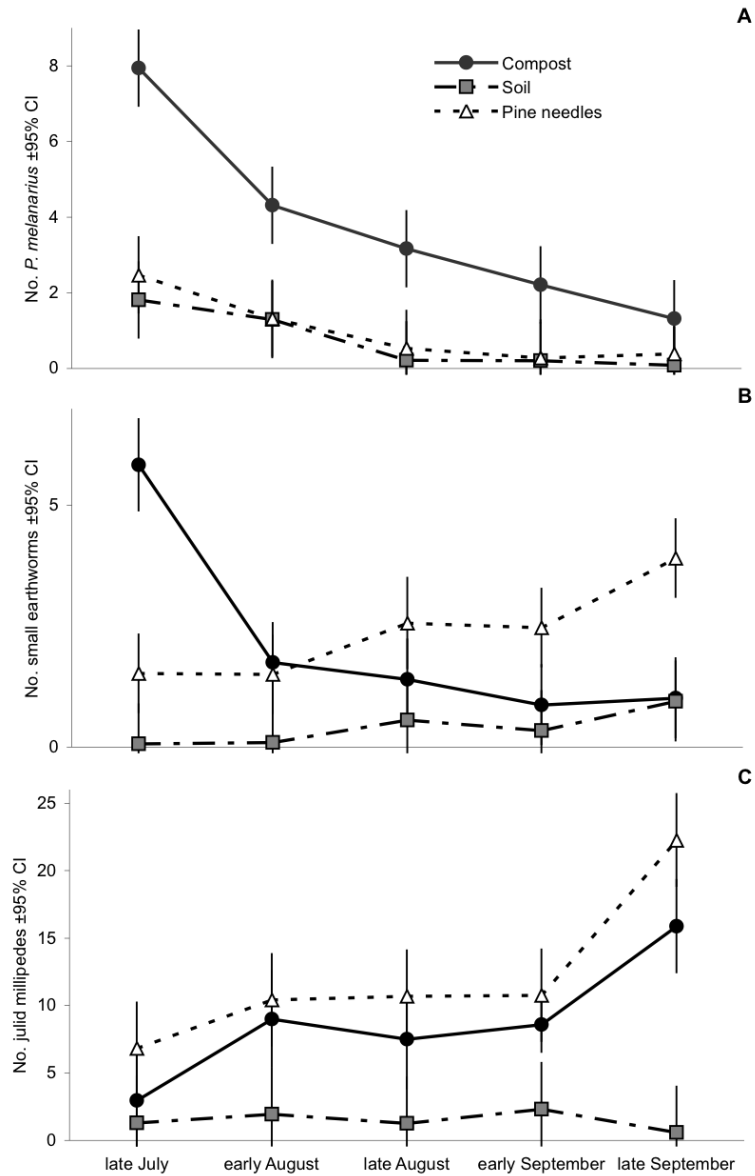 A
8
6
4
2
0
No. P. melanarius ±95% CI
Compost
Soil
Pine needles
B
5
0
No. small earthworms ±95% CI
C
25
20
15
10
5
0
No. julid millipedes ±95% CI
late July early August late August early September late September